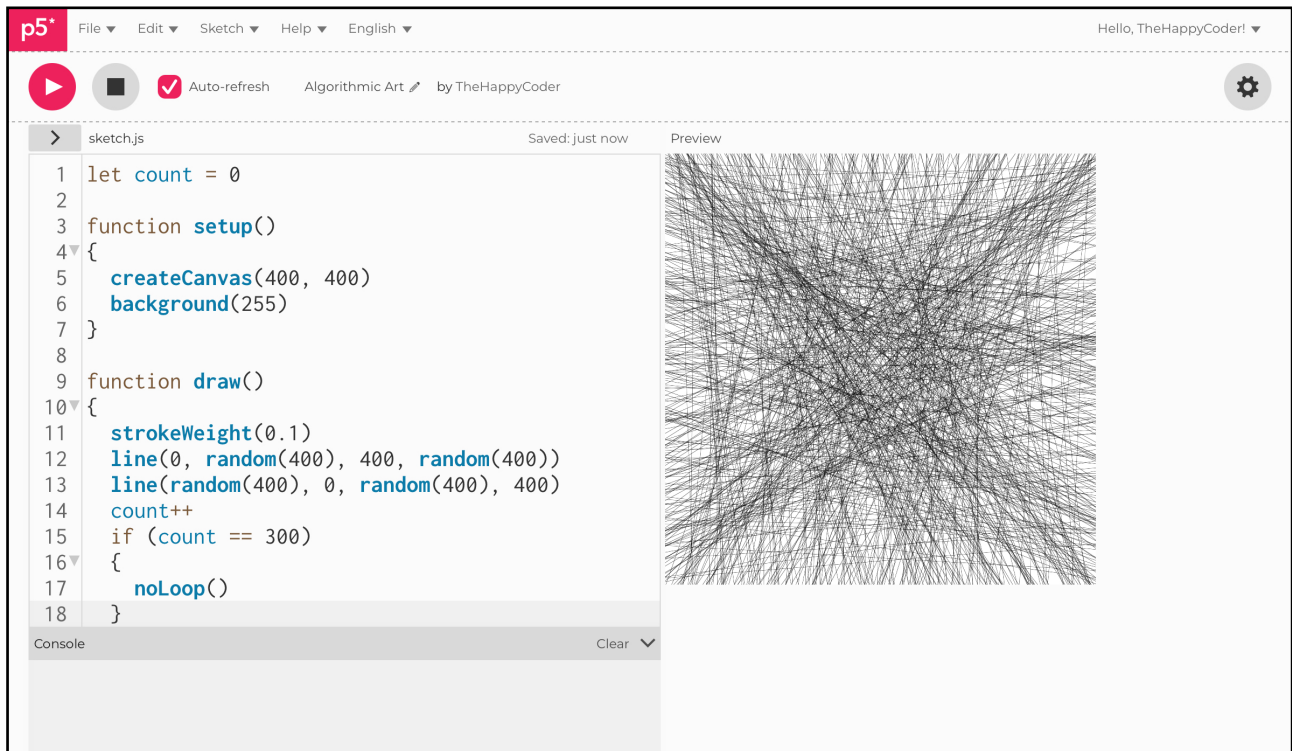 p5* File Edit Sketch Help English Hello, TheHappyCoder!
Auto-refresh Algorithmic Art by TheHappyCoder
sketch.js Saved: just now Preview
1 let count = 0
2
3 function setup()
4 {
5 createCanvas(400, 400)
6 background(255)
7 }
8
9 function draw()
10 {
11 strokeWeight(0.1)
12 line(0, random(400), 400, random(400))
13 line(random(400), 0, random(400), 400)
14 count++
15 if (count == 300)
16 {
17 noLoop()
18 }
Console Clear